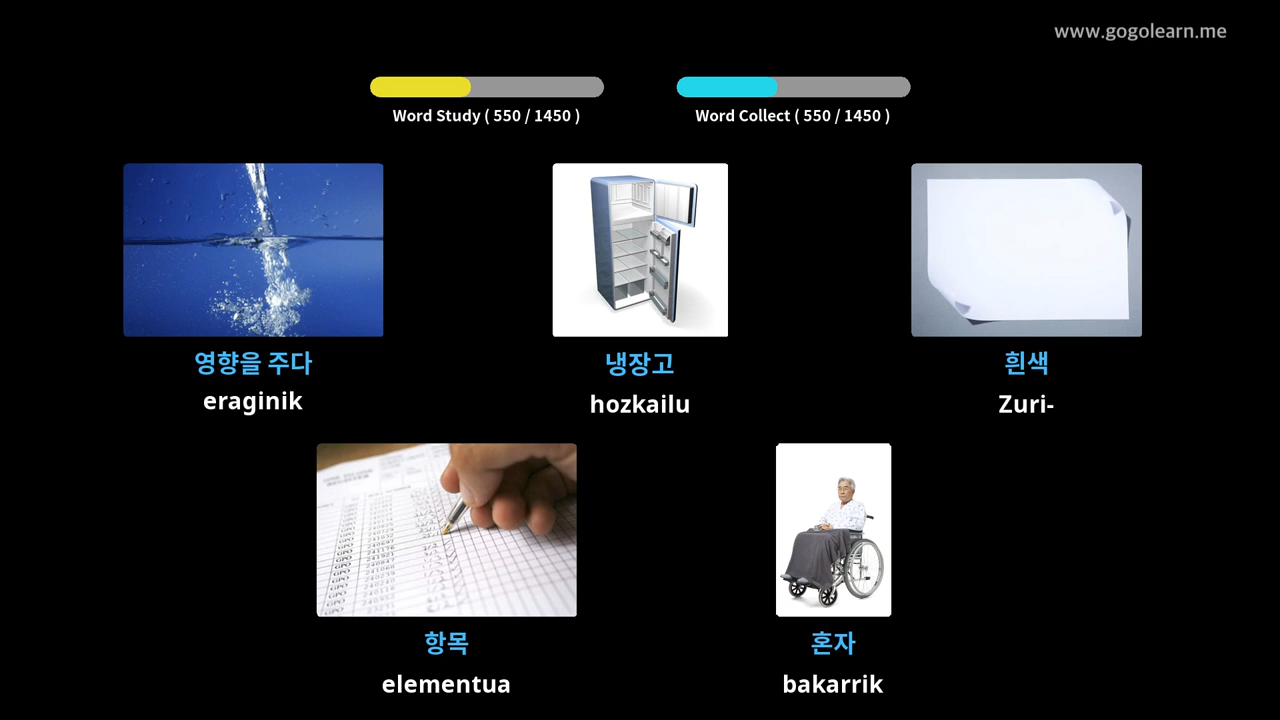 www.gogolearn.me
Word Study ( 550 / 1450 )
Word Collect ( 550 / 1450 )
영향을 주다
eraginik
냉장고
hozkailu
흰색
Zuri-
항목
elementua
혼자
bakarrik